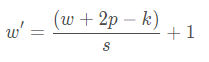 w' = \frac{(w + 2p − k)}{s} + 1